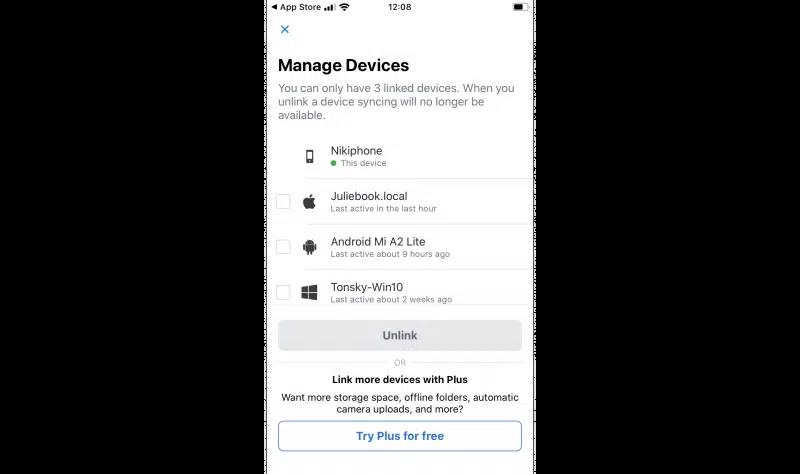 App Store 12:08
Manage Devices
You can only have 3 linked devices. When you
unlink a device syncing will no longer be
available.
Nikiphone
This device
Juliebook.local
Last active in the last hour
Android Mi A2 Lite
Last active about 9 hours ago
Tonsky-Win10
Last active about 2 weeks ago
Unlink
OR
Link more devices with Plus
Want more storage space, offline folders, automatic
camera uploads, and more?
Try Plus for free